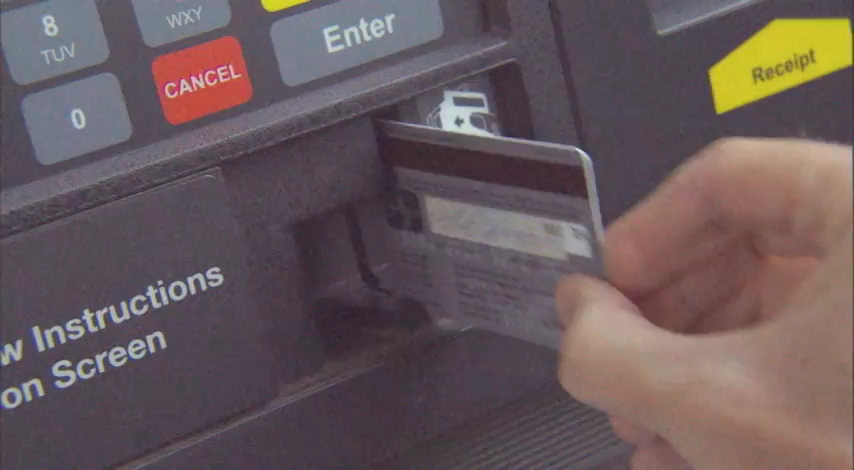 8
TUV
WXY
Enter
CANCEL
0
Receipt
w Instructions
on Screen